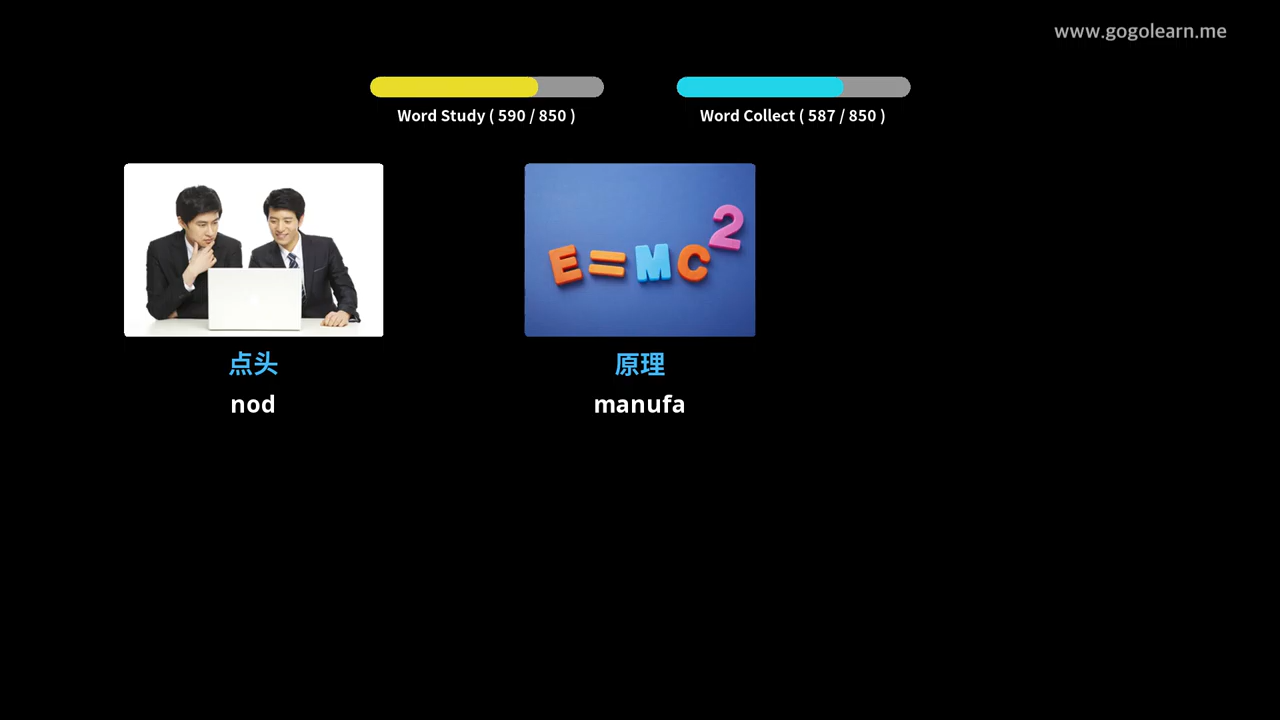 www.gogolearn.me
Word Study ( 590 / 850 )
Word Collect ( 587 / 850 )
E=MC2
点头
原理
nod
manufa